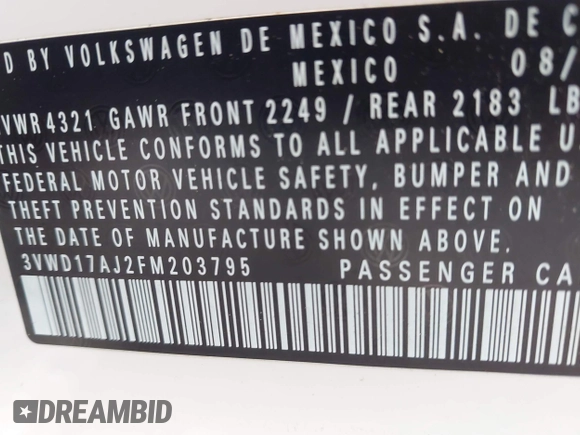 D BY VOLKSWAGEN DE MEXICO S.A. DE C
MEXICO 08/
VWR 4321 GAWR FRONT 2249 / REAR 2183 LB
THIS VEHICLE CONFORMS TO ALL APPLICABLE U
FEDERAL MOTOR VEHICLE SAFETY, BUMPER AND
THEFT PREVENTION STANDARDS IN EFFECT ON
THE DATE OF MANUFACTURE SHOWN ABOVE.
3VWD17AJ2FM203795 PASSENGER CA
DREAMBID